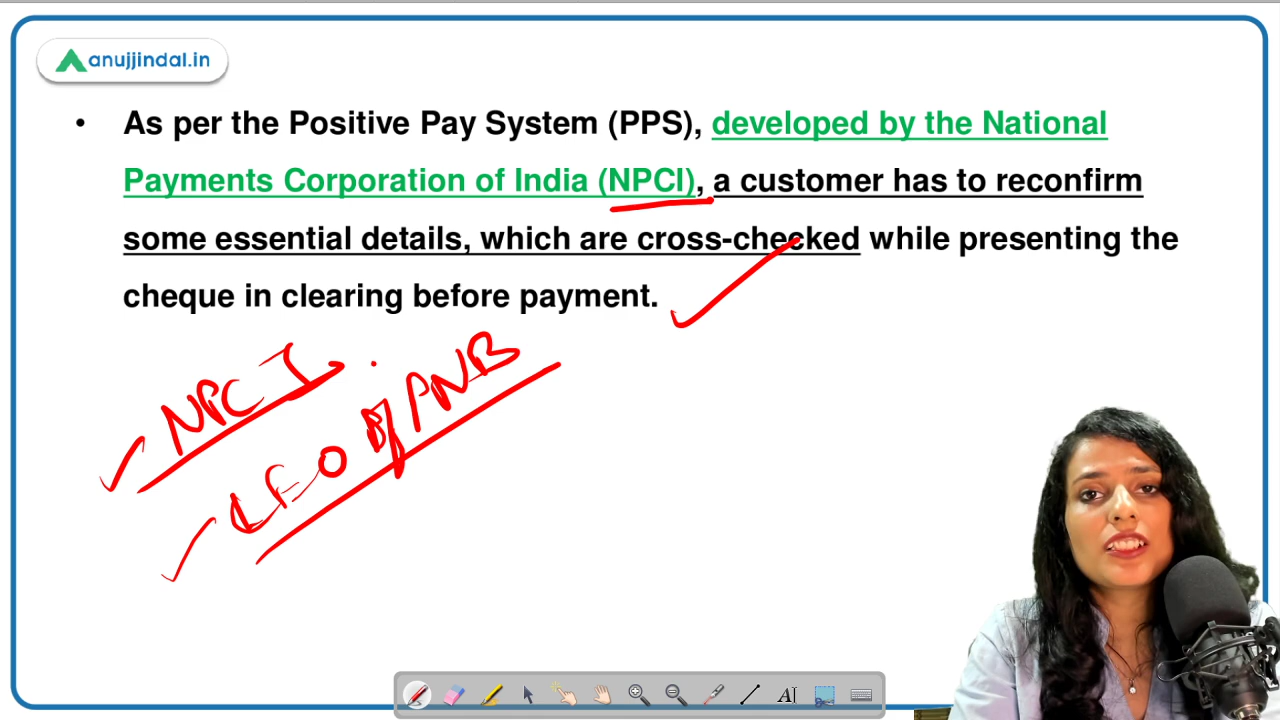 anujjindal.in
• As per the Positive Pay System (PPS), developed by the National
Payments Corporation of India (NPCI), a customer has to reconfirm
some essential details, which are cross-checked while presenting the
cheque in clearing before payment.
NPCI
of PNB
A